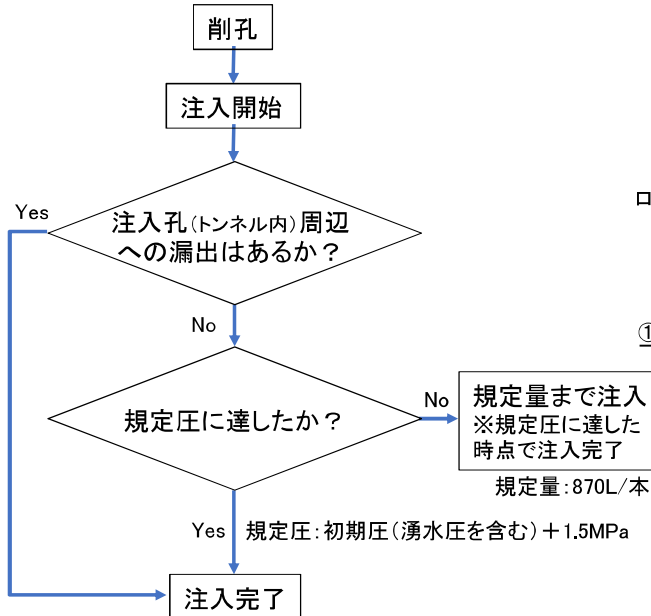 削孔
注入開始
Yes
注入孔(トンネル内)周辺
への漏出はあるか？
ロ
No
①
規定圧に達したか？
No
規定量まで注入
※規定圧に達した
時点で注入完了
規定量:870L/本
Yes 規定圧:初期圧(湧水圧を含む)＋1.5MPa
注入完了